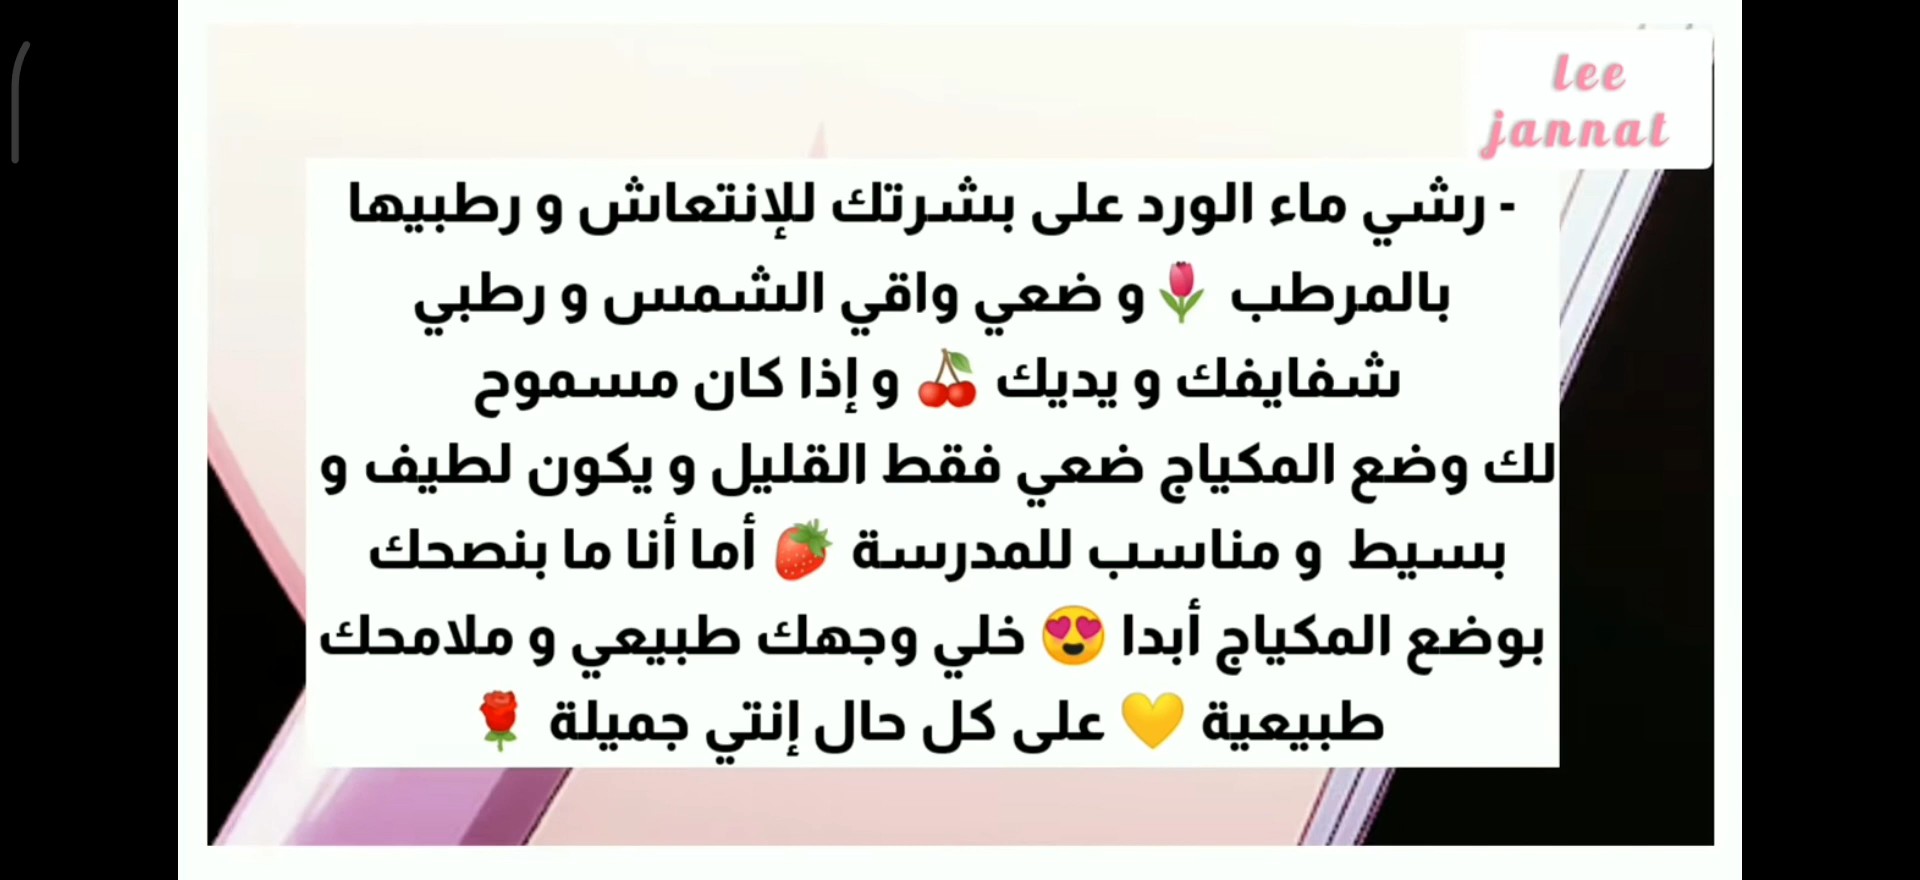 lee
jannat
- رشي ماء الورد على بشرتك للإنتعاش و رطبيها
بالمرطب 🌷 و ضعي واقي الشمس و رطبي
شفايفك و يديك 🍒 و إذا كان مسموح
لك وضع المكياج ضعي فقط القليل و يكون لطيف و
بسيط و مناسب للمدرسة 🍓 أما أنا ما بنصحك
بوضع المكياج أبدا 😍 خلي وجهك طبيعي و ملامحك
طبيعية 💛 على كل حال إنتي جميلة 🌹